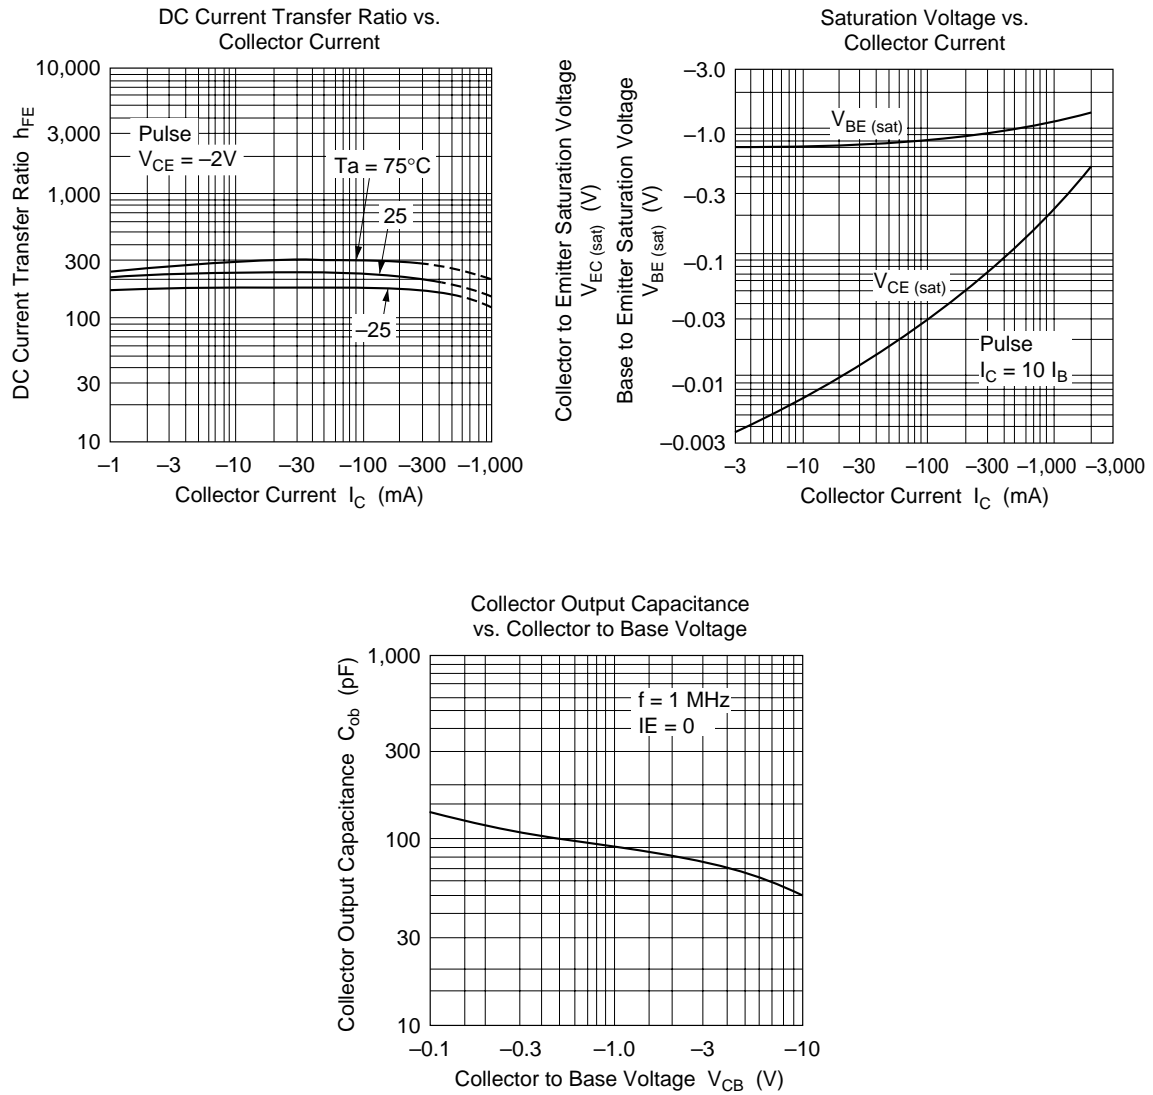 DC Current Transfer Ratio vs.
Collector Current
DC Current Transfer Ratio hFE
10,000
3,000
1,000
300
100
30
10
Pulse
VCE = –2V
Ta = 75°C
25
–25
–1 –3 –10 –30 –100 –300 –1,000
Collector Current IC (mA)
Saturation Voltage vs.
Collector Current
Collector to Emitter Saturation Voltage
VEC (sat) (V)
Base to Emitter Saturation Voltage
VBE (sat) (V)
–3.0
–1.0
–0.3
–0.1
–0.03
–0.01
–0.003
VBE (sat)
VCE (sat)
Pulse
IC = 10 IB
–3 –10 –30 –100 –300 –1,000 –3,000
Collector Current IC (mA)
Collector Output Capacitance
vs. Collector to Base Voltage
Collector Output Capacitance Cob (pF)
1,000
300
100
30
10
f = 1 MHz
IE = 0
–0.1 –0.3 –1.0 –3 –10
Collector to Base Voltage VCB (V)